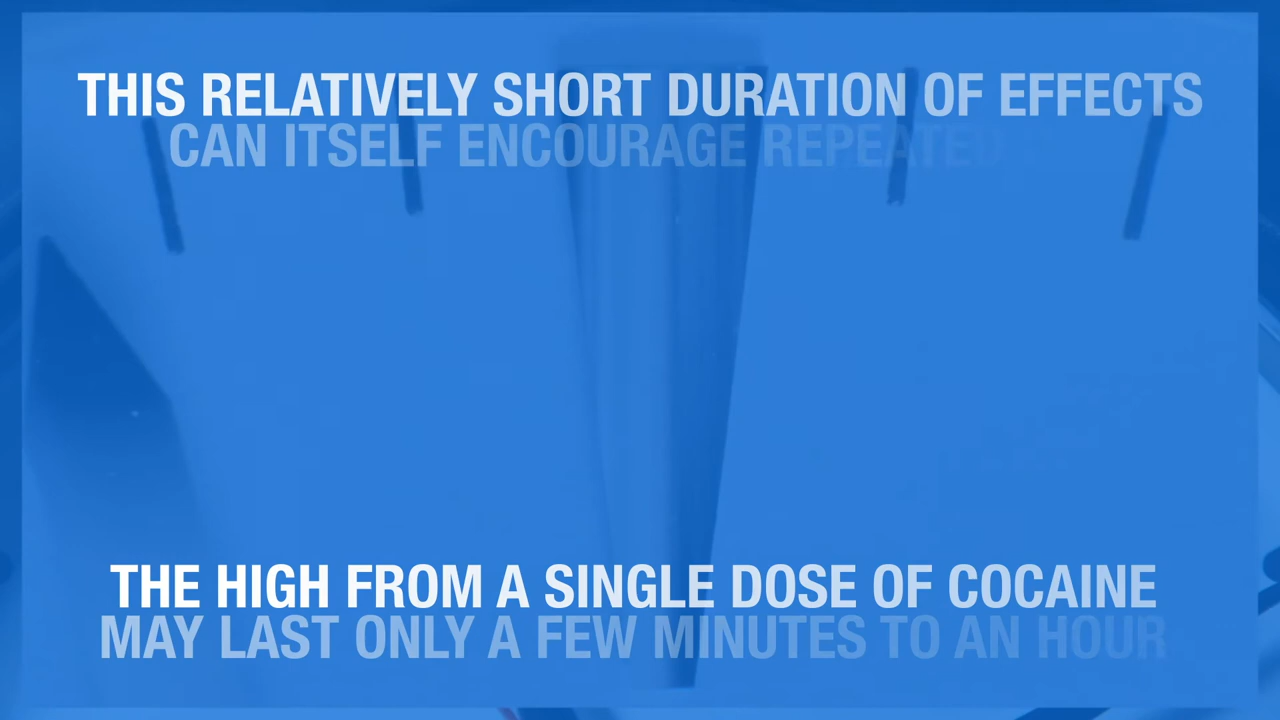 THIS RELATIVELY SHORT DURATION OF EFFECTS
CAN ITSELF ENCOURAGE REPEATED
THE HIGH FROM A SINGLE DOSE OF COCAINE
MAY LAST ONLY A FEW MINUTES TO AN HOUR